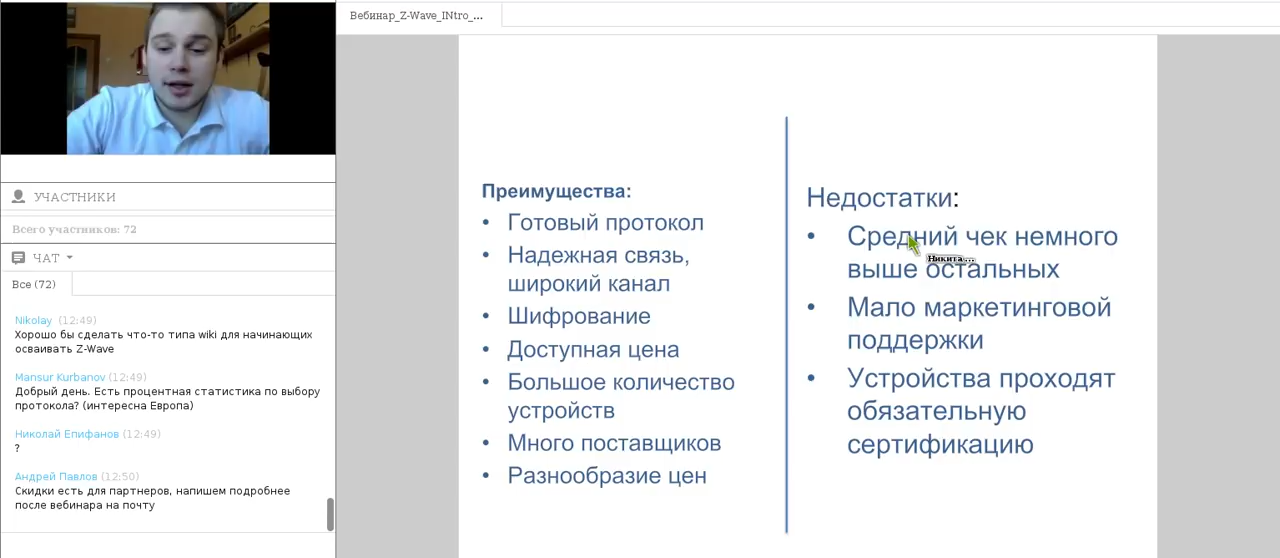 Вебинар_Z-Wave_INtro_...
УЧАСТНИКИ
Всего участников: 72
ЧАТ
Все (72)
Nikolay (12:49)
Хорошо бы сделать что-то типа wiki для начинающих
осваивать Z-Wave
Mansur Kurbanov (12:49)
Добрый день. Есть процентная статистика по выбору
протокола? (интересна Европа)
Николай Епифанов (12:49)
?
Андрей Павлов (12:50)
Скидки есть для партнеров, напишем подробнее
после вебинара на почту
Преимущества:
• Готовый протокол
• Надежная связь,
широкий канал
• Шифрование
• Доступная цена
• Большое количество
устройств
• Много поставщиков
• Разнообразие цен
Недостатки:
• Средний чек немного
Никита...
выше остальных
• Мало маркетинговой
поддержки
• Устройства проходят
обязательную
сертификацию